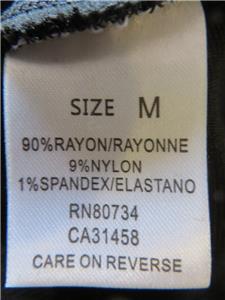 SIZE M
90%RAYON/RAYONNE
9%NYLON
1%SPANDEX/ELASTANO
RN80734
CA31458
CARE ON REVERSE